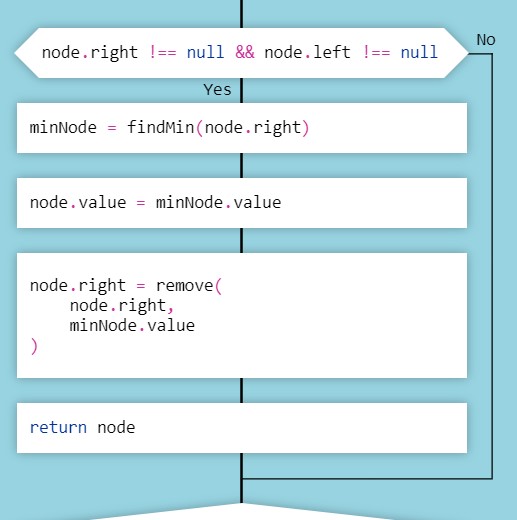 node.right !== null && node.left !== null
No
Yes
minNode = findMin(node.right)
node.value = minNode.value
node.right = remove(
    node.right,
    minNode.value
)
return node